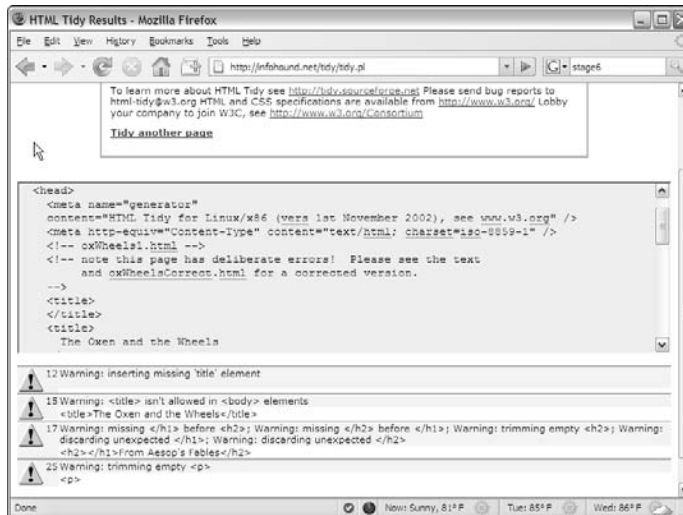 HTML Tidy Results - Mozilla Firefox
File Edit View History Bookmarks Tools Help
http://infohound.net/tidy/tidy.pl
G stage6
To learn more about HTML Tidy see http://tidy.sourceforge.net Please send bug reports to
html-tidy@w3.org HTML and CSS specifications are available from http://www.w3.org/ Lobby
your company to join W3C, see http://www.w3.org/Consortium
Tidy another page
<head>
<meta name="generator"
content="HTML Tidy for Linux/x86 (vers 1st November 2002), see www.w3.org" />
<meta http-equiv="Content-Type" content="text/html; charset=iso-8859-1" />
<!-- oxWheels1.html -->
<!-- note this page has deliberate errors! Please see the text
and oxWheelsCorrect.html for a corrected version.
-->
<title>
</title>
<title>
The Oxen and the Wheels
12 Warning: inserting missing 'title' element
15 Warning: <title> isn't allowed in <body> elements
<title>The Oxen and the Wheels</title>
17 Warning: missing </h1> before <h2>; Warning: missing </h2> before </h1>; Warning: trimming empty <h2>; Warning:
discarding unexpected </h1>; Warning: discarding unexpected </h2>
<h2></h1>From Aesop's Fables</h2>
25 Warning: trimming empty <p>
<p>
Done
Now: Sunny, 81° F
Tue: 85° F
Wed: 86° F